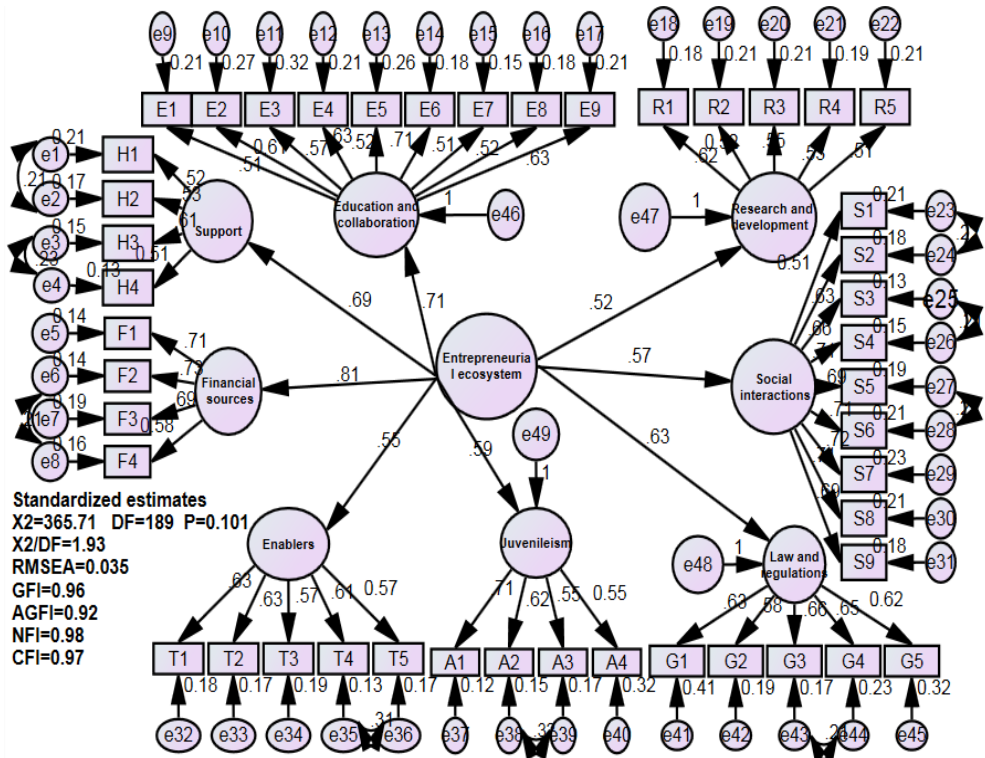 e9 e10 e11 e12 e13 e14 e15 e16 e17
0.21 0.27 0.32 0.21 0.26 0.18 0.15 0.18 0.21
E1 E2 E3 E4 E5 E6 E7 E8 E9
.51 0.61 .57 .63 .52 .71 .51 .52 .63
Education and
collaboration
1
e46
e18 e19 e20 e21 e22
0.18 0.21 0.21 0.19 0.21
R1 R2 R3 R4 R5
.62 .55 .53 .51
Research and
development
1
e47
e1 0.21 H1
.21
e2 0.17 H2
e3 0.15 H3
.23
e4 0.13 H4
.52
.53
.61
0.51
Support
.69
.71
.52
e5 0.14 F1
e6 0.14 F2
e7 0.19 F3
.21
e8 0.16 F4
.71
.73
.69
0.58
Financial
sources
.81
Entrepreneuria
l ecosystem
.57
S1 0.21 e23
S2 0.18 e24
S3 0.13 e25
S4 0.15 e26
S5 0.19 e27
S6 0.21 e28
S7 0.23 e29
S8 0.21 e30
S9 0.18 e31
0.51
.63
.66
.71
.69
.71
.72
.69
Social
interactions
.55
.59
.63
e49
1
Standardized estimates
X2=365.71 DF=189 P=0.101
X2/DF=1.93
RMSEA=0.035
GFI=0.96
AGFI=0.92
NFI=0.98
CFI=0.97
Enablers
.63 .63 .57 .61 0.57
T1 T2 T3 T4 T5
0.18 0.17 0.19 0.13 0.17
e32 e33 e34 e35 .31 e36
Juvenileism
.71 .62 .55 0.55
A1 A2 A3 A4
0.12 0.15 0.17 0.32
e37 e38 e39 e40
e48
1
Law and
regulations
.63 .58 .66 .65 0.62
G1 G2 G3 G4 G5
0.41 0.19 0.17 0.23 0.32
e41 e42 e43 e44 e45